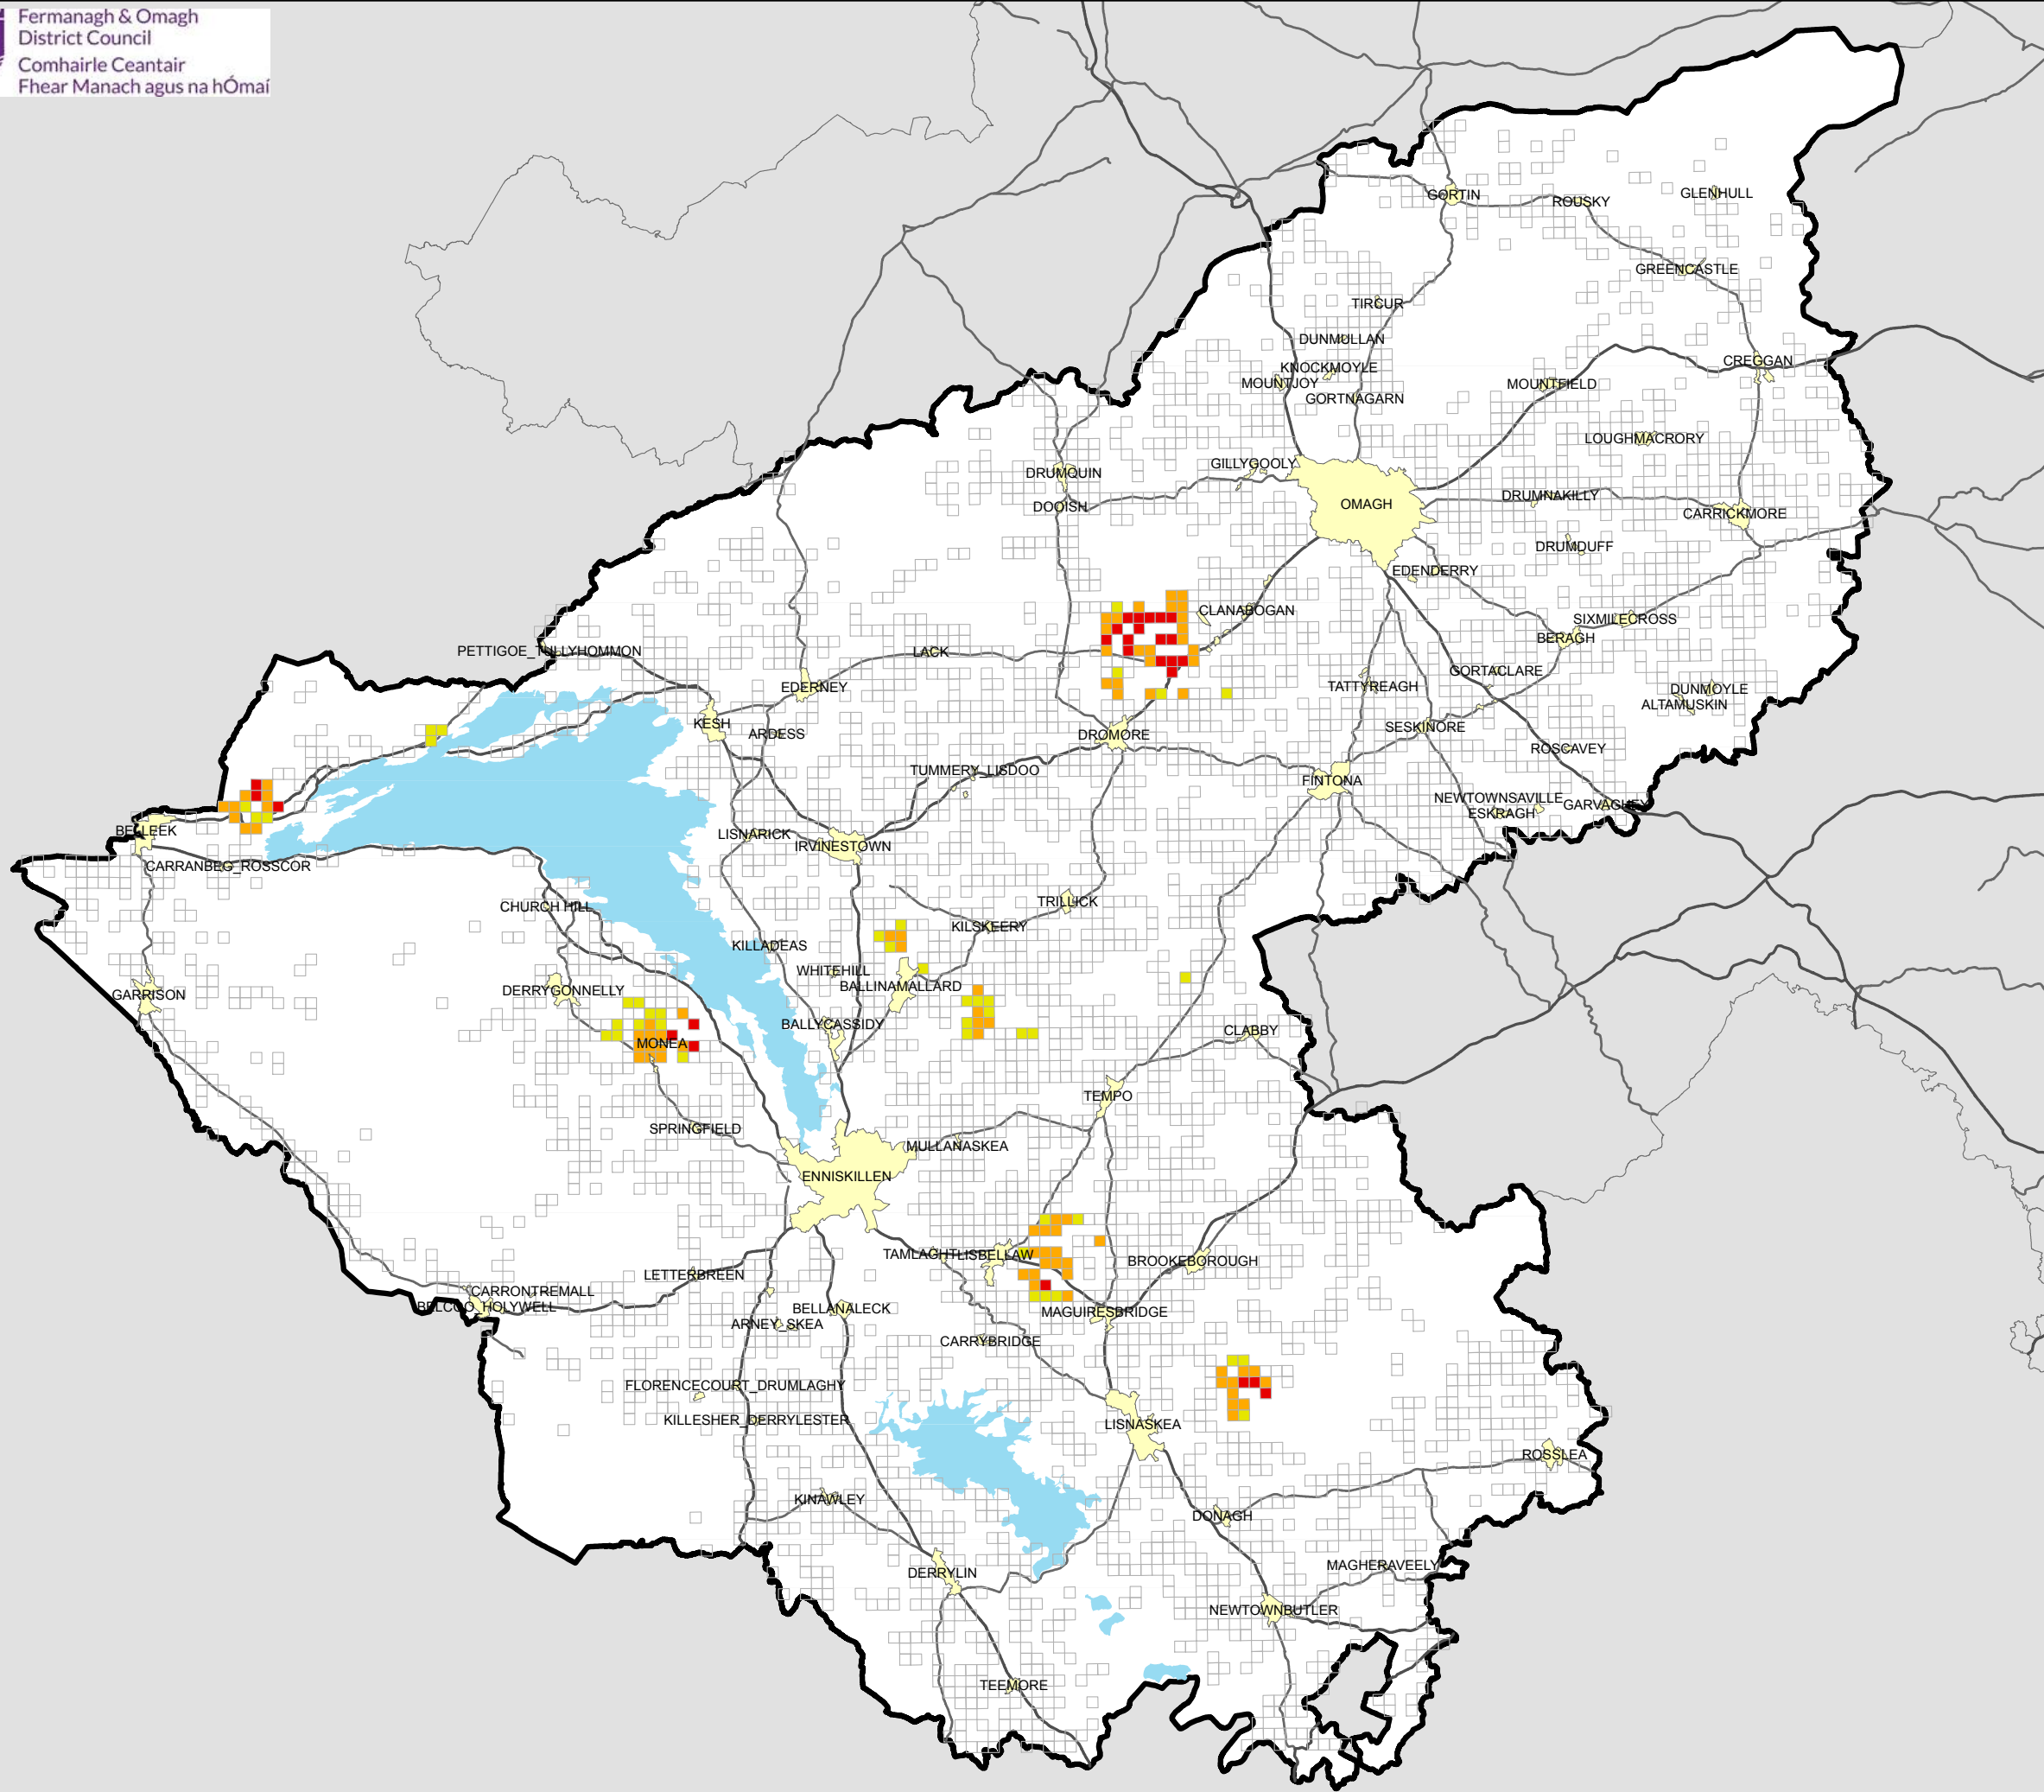 Fermanagh & Omagh
District Council
Comhairle Ceantair
Fhear Manach agus na hÓmaí
GORTIN
ROUSKY
GLENHULL
GREENCASTLE
TIRCUR
DUNMULLAN
KNOCKMOYLE
MOUNTJOY
GORTNAGARN
MOUNTFIELD
CREGGAN
LOUGHMACRORY
GILLYGOOLY
DRUMQUIN
DOOISH
OMAGH
DRUMNAKILLY
CARRICKMORE
DRUMDUFF
EDENDERRY
CLANABOGAN
SIXMILECROSS
BERAGH
PETTIGOE_TULLYHOMMON
LACK
EDERNEY
GORTACLARE
TATTYREAGH
DUNMOYLE
ALTAMUSKIN
KESH
ARDESS
DROMORE
SESKINORE
ROSCAVEY
TUMMERY_LISDOO
FINTONA
NEWTOWNSAVILLE
GARVAGHEY
ESKRAGH
BELLEEK
LISNARICK
IRVINESTOWN
CARRANBEG_ROSSCOR
CHURCH HILL
TRILLICK
KILSKEERY
KILLADEAS
WHITEHILL
BALLINAMALLARD
GARRISON
DERRYGONNELLY
BALLYCASSIDY
CLABBY
MONEA
TEMPO
SPRINGFIELD
MULLANASKEA
ENNISKILLEN
TAMLAGHT
LISBELLAW
BROOKEBOROUGH
LETTERBREEN
CARRONTREMALL
BELCOO_HOLYWELL
BELLANALECK
MAGUIRESBRIDGE
ARNEY_SKEA
CARRYBRIDGE
FLORENCECOURT_DRUMLAGHY
KILLESHER_DERRYLESTER
LISNASKEA
ROSSLEA
KINAWLEY
DONAGH
DERRYLIN
MAGHERAVEELY
NEWTOWNBUTLER
TEEMORE